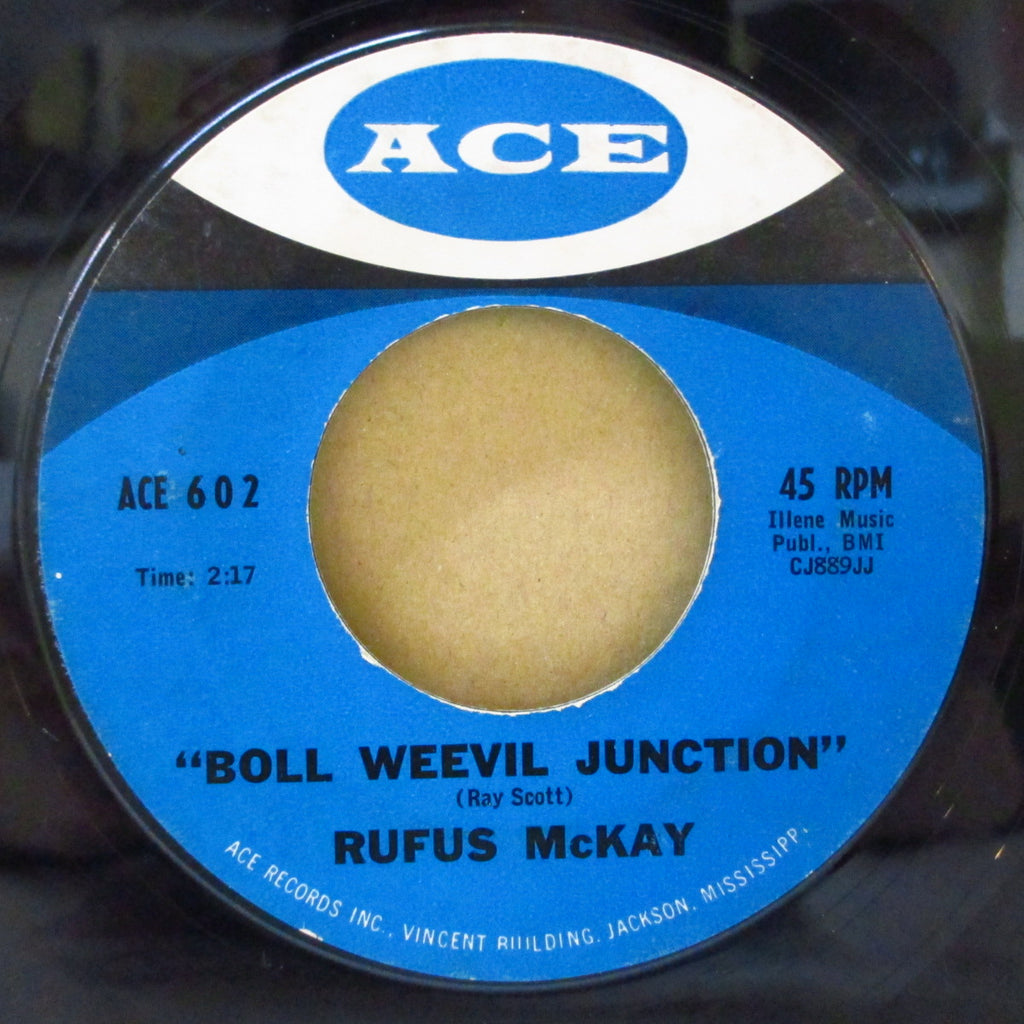 ACE
ACE 602
Time: 2:17
45 RPM
Illene Music
Publ., BMI
CJ889JJ
"BOLL WEEVIL JUNCTION"
(Ray Scott)
RUFUS McKAY
ACE RECORDS INC., VINCENT BUILDING. JACKSON. MISSISSIPPI.